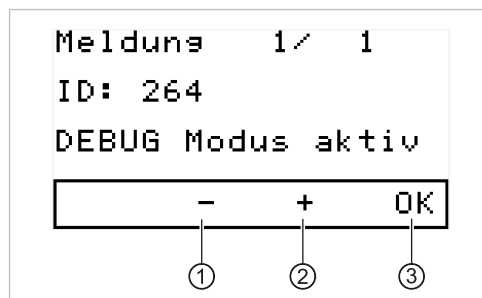 Meldung 1/ 1
ID: 264
DEBUG Modus aktiv
- + OK
① ② ③